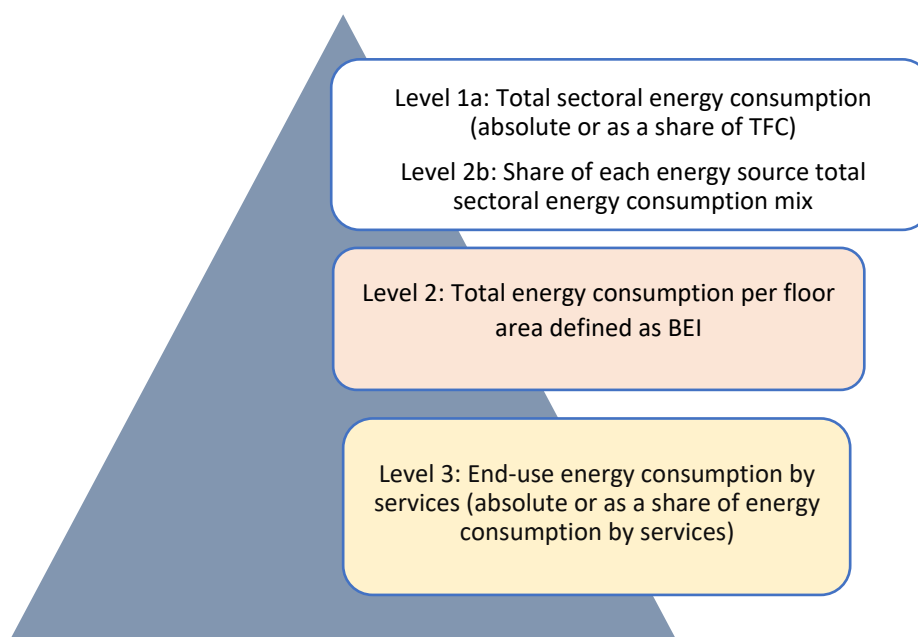 Level 1a: Total sectoral energy consumption
(absolute or as a share of TFC)
Level 2b: Share of each energy source total
sectoral energy consumption mix
Level 2: Total energy consumption per floor
area defined as BEI
Level 3: End-use energy consumption by
services (absolute or as a share of energy
consumption by services)